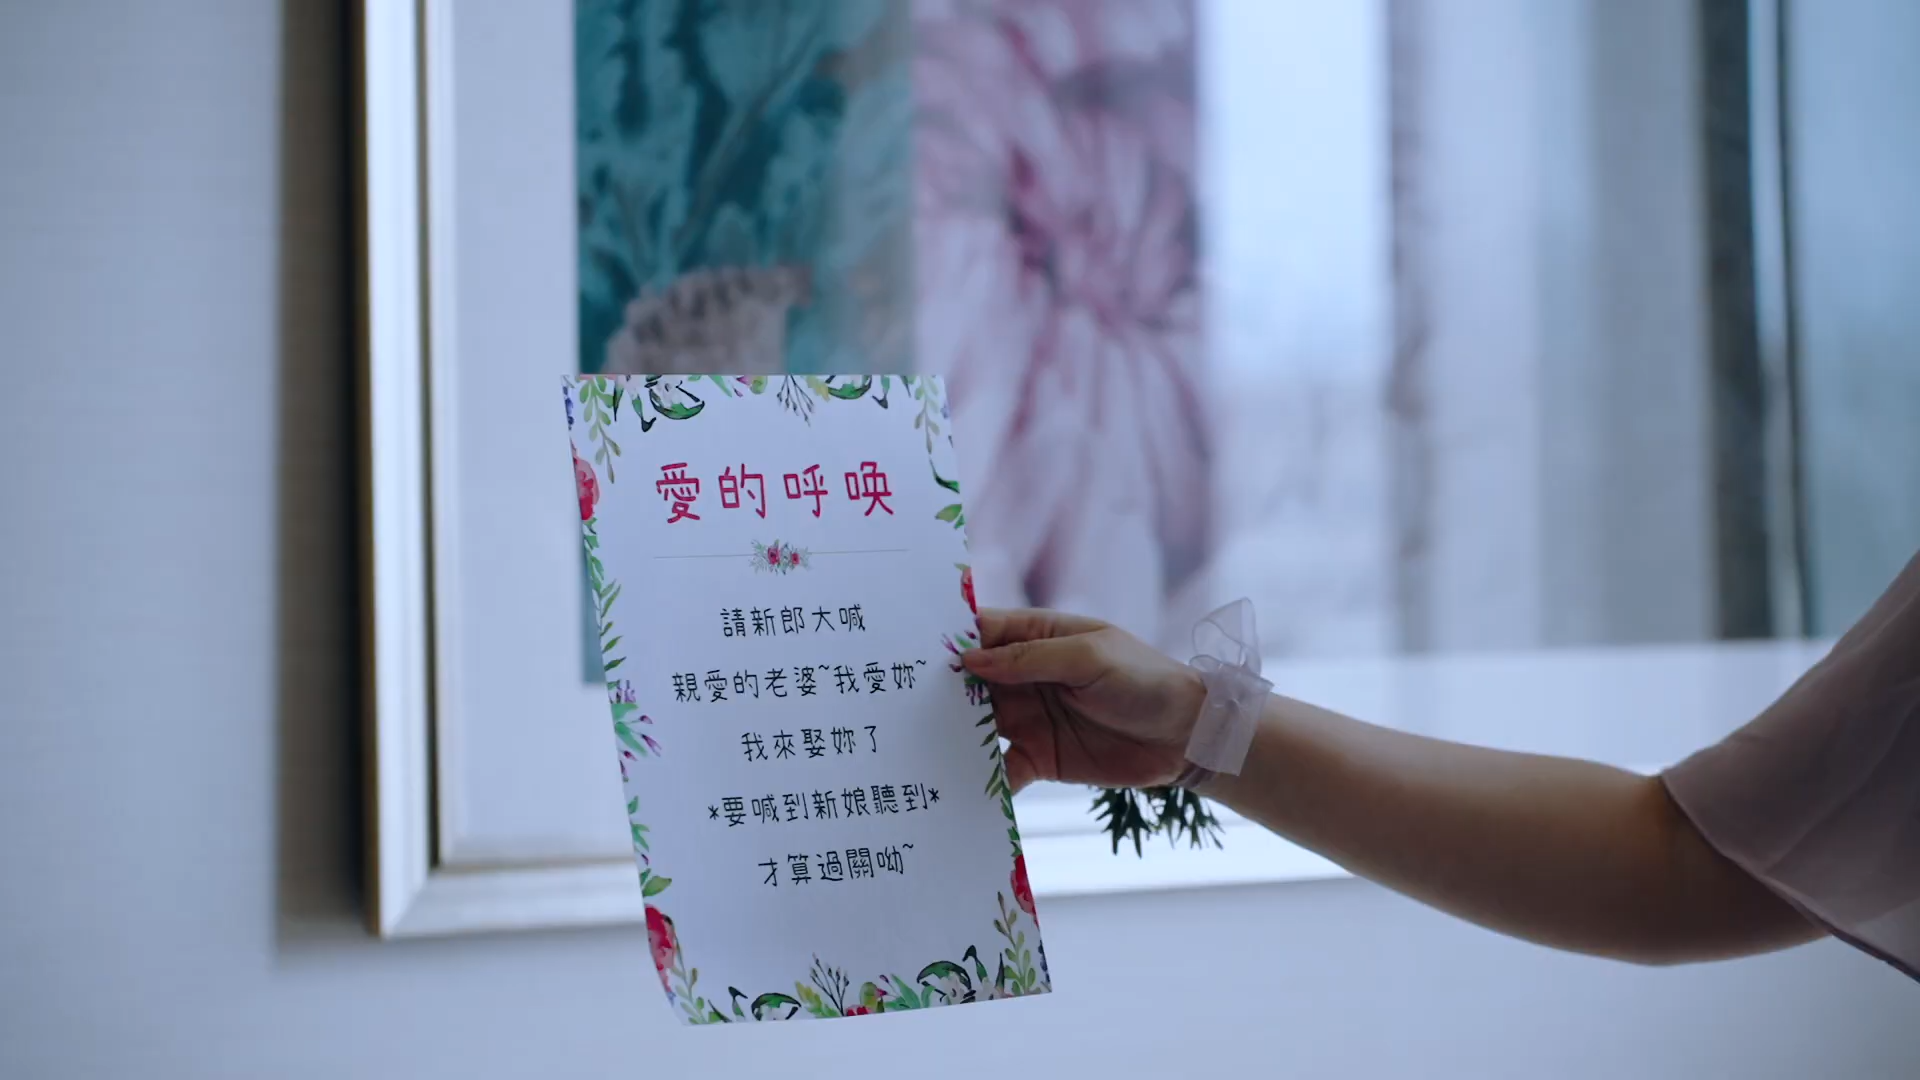 愛的呼喚
請新郎大喊
親愛的老婆~我愛妳~
我來娶妳了
*要喊到新娘聽到*
才算過關呦~